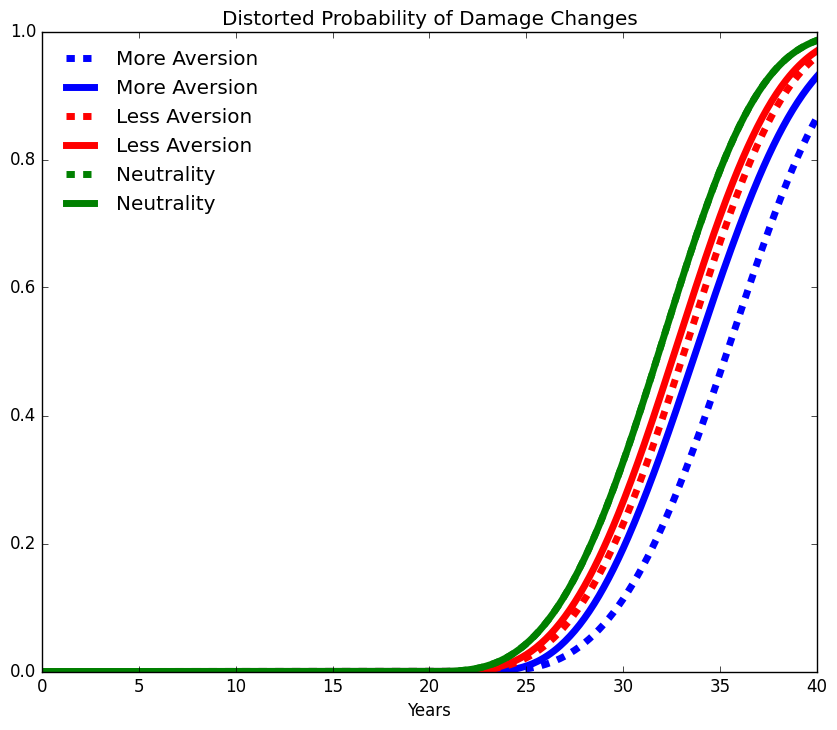 Distorted Probability of Damage Changes
1.0
0.8
0.6
0.4
0.2
0.0
More Aversion
More Aversion
Less Aversion
Less Aversion
Neutrality
Neutrality
0 5 10 15 20 25 30 35 40
Years